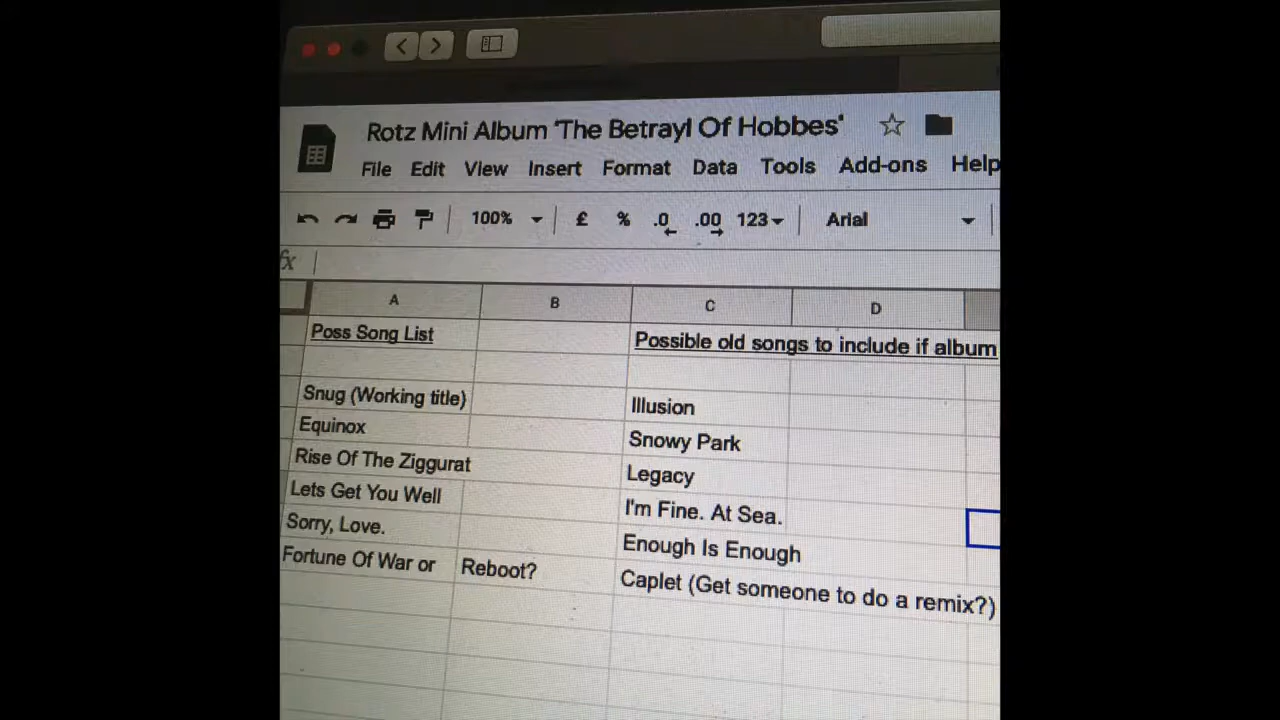 Rotz Mini Album 'The Betrayl Of Hobbes'
File Edit View Insert Format Data Tools Add-ons Help
100% £ % .0 .00 123 Arial
fx
A B C D
Poss Song List Possible old songs to include if album
Snug (Working title) Illusion
Equinox Snowy Park
Rise Of The Ziggurat Legacy
Lets Get You Well I'm Fine. At Sea.
Sorry, Love. Enough Is Enough
Fortune Of War or Reboot? Caplet (Get someone to do a remix?)